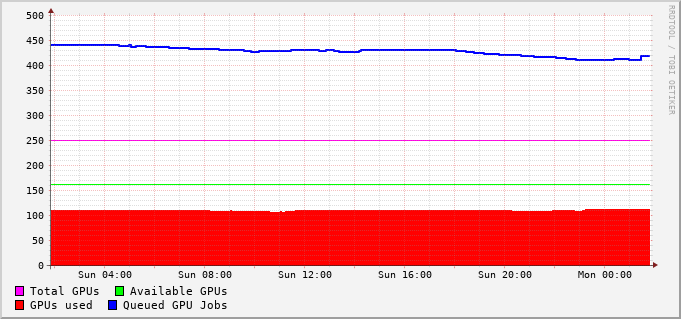 500
450
400
350
300
250
200
150
100
50
0
Sun 04:00 Sun 08:00 Sun 12:00 Sun 16:00 Sun 20:00 Mon 00:00
Total GPUs Available GPUs
GPUs used Queued GPU Jobs
RRDTOOL / TOBI OETIKER